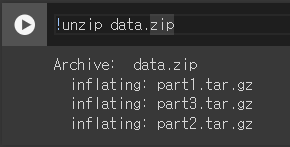 !unzip data.zip
Archive:  data.zip
  inflating: part1.tar.gz
  inflating: part3.tar.gz
  inflating: part2.tar.gz